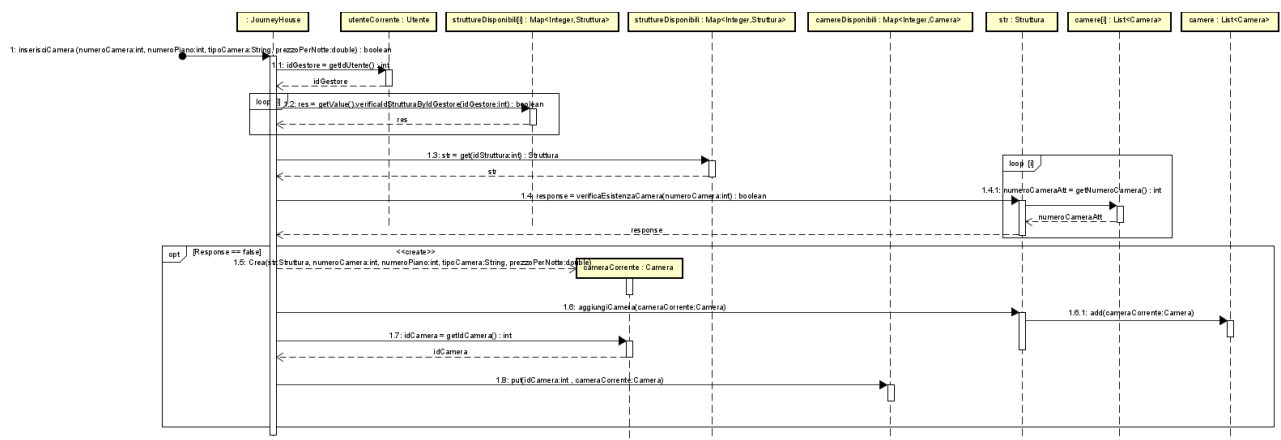 : JourneyHouse
utenteCorrente : Utente
struttureDisponibili[i] : Map<Integer,Struttura>
struttureDisponibili : Map<Integer,Struttura>
camereDisponibili : Map<Integer,Camera>
str : Struttura
camere[i] : List<Camera>
camere : List<Camera>
1: inserisciCamera (numeroCamera:int, numeroPiano:int, tipoCamera:String, prezzoPerNotte:double) : boolean
1.1: idGestore = getIdUtente() : int
idGestore
loop [i]
1.2: res = getValue().verificaIdStrutturaByIdGestore(idGestore:int) : boolean
res
1.3: str = get(idStruttura:int) : Struttura
str
loop [i]
1.4: response = verificaEsistenzaCamera(numeroCamera:int) : boolean
1.4.1: numeroCameraAtt = getNumeroCamera() : int
numeroCameraAtt
response
opt [Response == false]
<<create>>
1.5: Crea(str:Struttura, numeroCamera:int, numeroPiano:int, tipoCamera:String, prezzoPerNotte:double)
cameraCorrente : Camera
1.6: aggiungiCamera(cameraCorrente:Camera)
1.6.1: add(cameraCorrente:Camera)
1.7: idCamera = getIdCamera() : int
idCamera
1.8: put(idCamera:int , cameraCorrente:Camera)